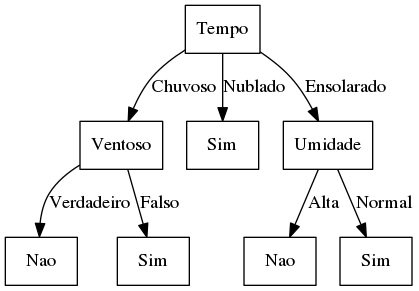 Tempo
Chuvoso Nublado Ensolarado
Ventoso Sim Umidade
Verdadeiro Falso Alta Normal
Nao Sim Nao Sim